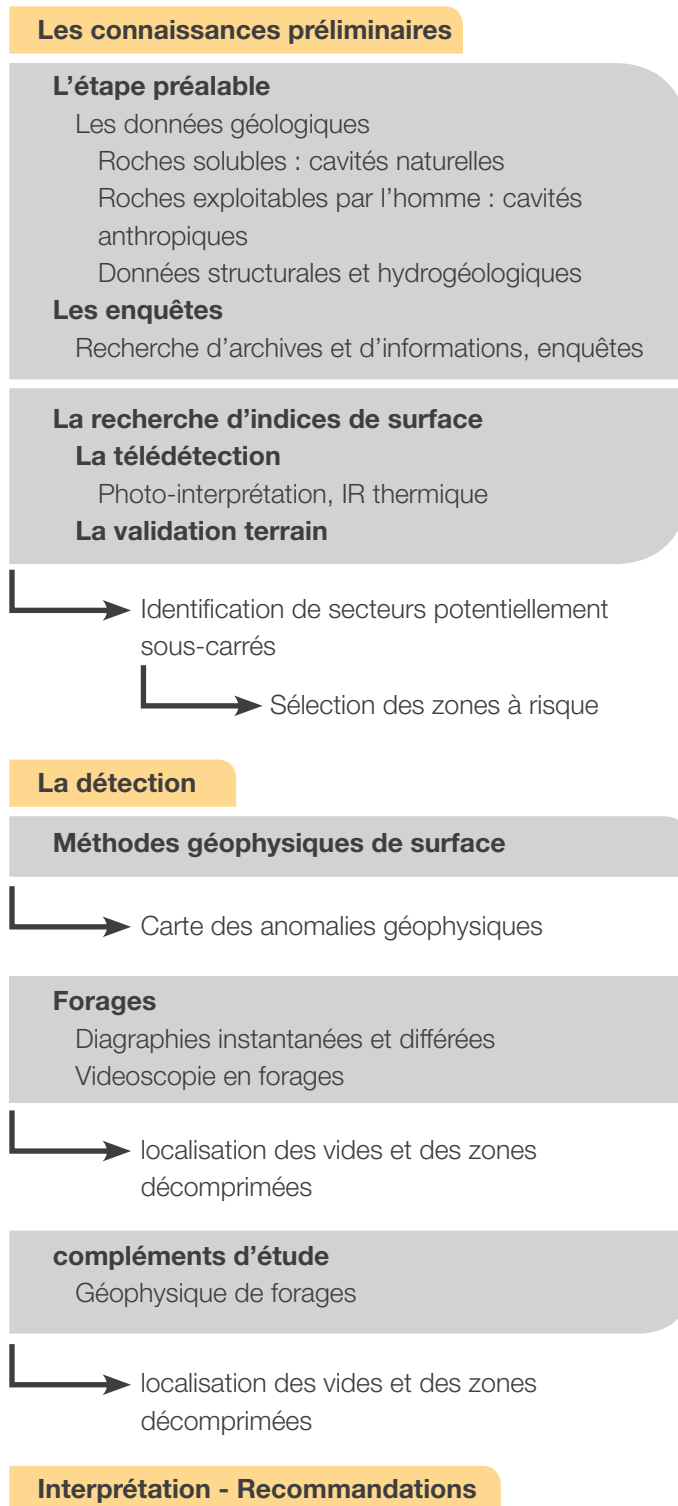 Les connaissances préliminaires
L’étape préalable
Les données géologiques
Roches solubles : cavités naturelles
Roches exploitables par l’homme : cavités
anthropiques
Données structurales et hydrogéologiques
Les enquêtes
Recherche d’archives et d’informations, enquêtes
La recherche d’indices de surface
La télédétection
Photo-interprétation, IR thermique
La validation terrain
Identification de secteurs potentiellement
sous-carrés
Sélection des zones à risque
La détection
Méthodes géophysiques de surface
Carte des anomalies géophysiques
Forages
Diagraphies instantanées et différées
Videoscopie en forages
localisation des vides et des zones
décomprimées
compléments d’étude
Géophysique de forages
localisation des vides et des zones
décomprimées
Interprétation - Recommandations